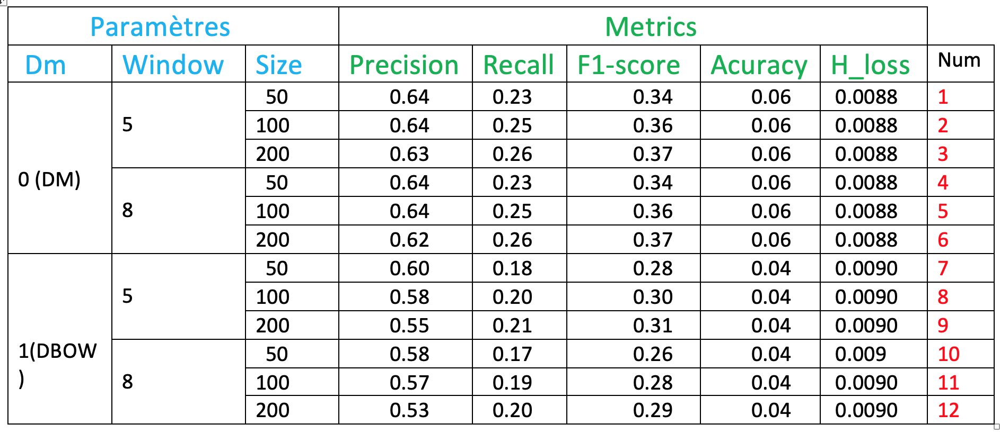 Paramètres Metrics
Dm Window Size Precision Recall F1-score Acuracy H_loss Num
0 (DM) 5 50 0.64 0.23 0.34 0.06 0.0088 1
100 0.64 0.25 0.36 0.06 0.0088 2
200 0.63 0.26 0.37 0.06 0.0088 3
8 50 0.64 0.23 0.34 0.06 0.0088 4
100 0.64 0.25 0.36 0.06 0.0088 5
200 0.62 0.26 0.37 0.06 0.0088 6
1(DBOW
) 5 50 0.60 0.18 0.28 0.04 0.0090 7
100 0.58 0.20 0.30 0.04 0.0090 8
200 0.55 0.21 0.31 0.04 0.0090 9
8 50 0.58 0.17 0.26 0.04 0.009 10
100 0.57 0.19 0.28 0.04 0.0090 11
200 0.53 0.20 0.29 0.04 0.0090 12